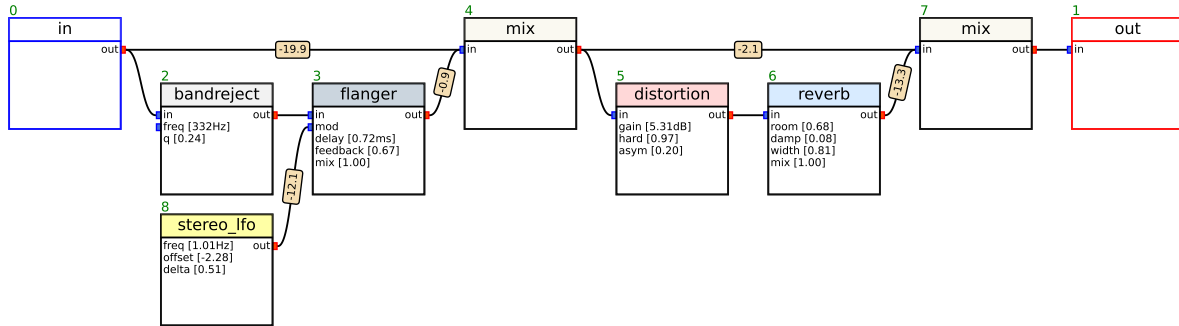 0
in
out
-19.9
2
bandreject
in
out
freq [332Hz]
q [0.24]
3
flanger
in
out
mod
delay [0.72ms]
feedback [0.67]
mix [1.00]
-12.1
8
stereo_lfo
freq [1.01Hz]
out
offset [-2.28]
delta [0.51]
-0.9
4
mix
in
out
-2.1
5
distortion
in
out
gain [5.31dB]
hard [0.97]
asym [0.20]
6
reverb
in
out
room [0.68]
damp [0.08]
width [0.81]
mix [1.00]
-13.3
7
mix
in
out
1
out
in